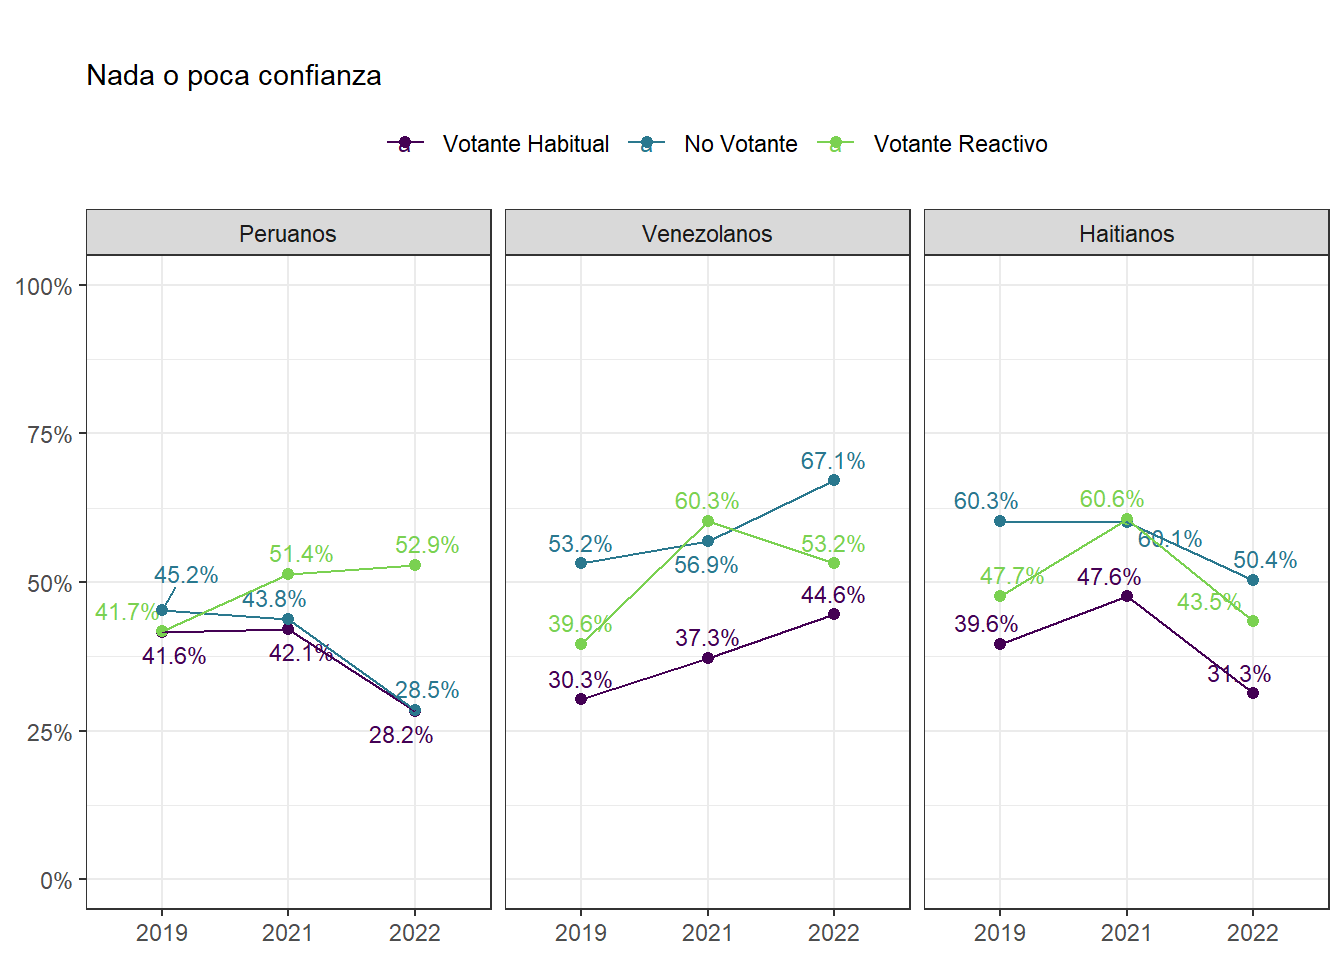 Nada o poca confianza
a Votante Habitual a No Votante a Votante Reactivo
Peruanos Venezolanos Haitianos
100%
75%
50%
25%
0%
45.2% 51.4% 52.9%
41.7% 43.8%
41.6% 42.1% 28.5%
28.2%
53.2% 60.3% 67.1%
39.6% 56.9% 53.2%
30.3% 37.3% 44.6%
60.3% 60.6% 60.1% 50.4%
47.7% 47.6% 43.5%
39.6% 31.3%
2019 2021 2022 2019 2021 2022 2019 2021 2022